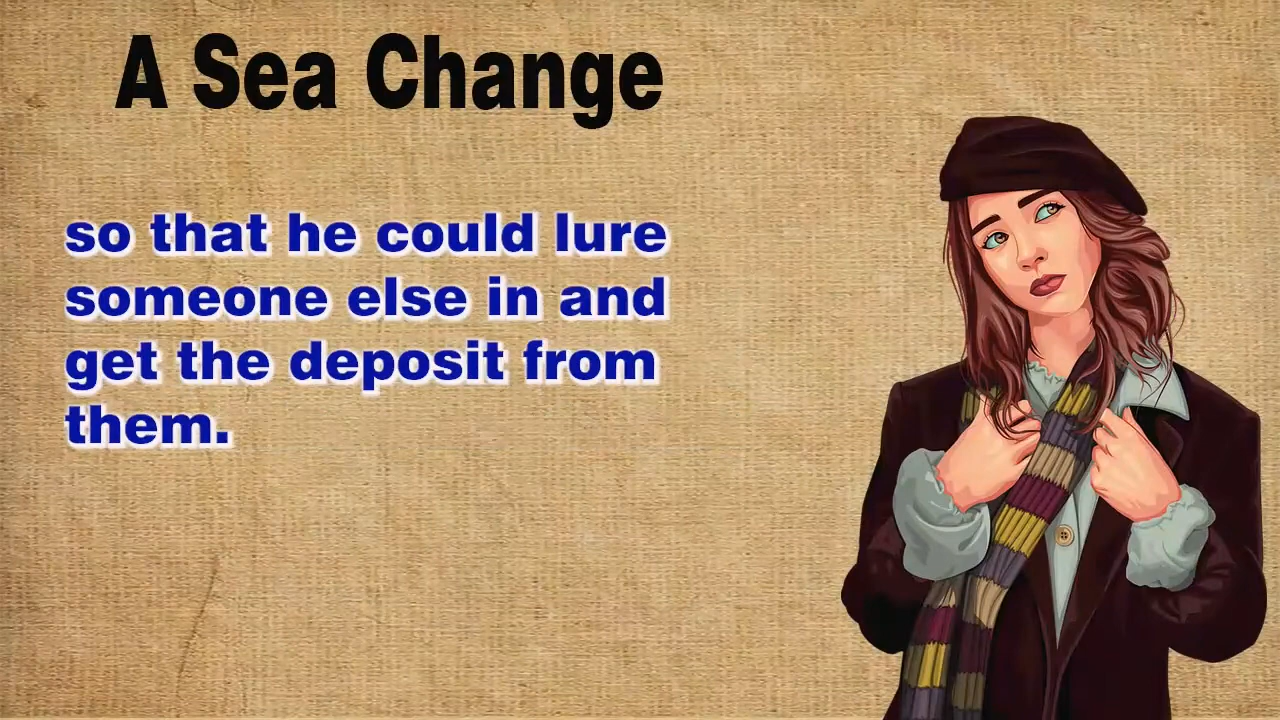 A Sea Change
so that he could lure
someone else in and
get the deposit from
them.